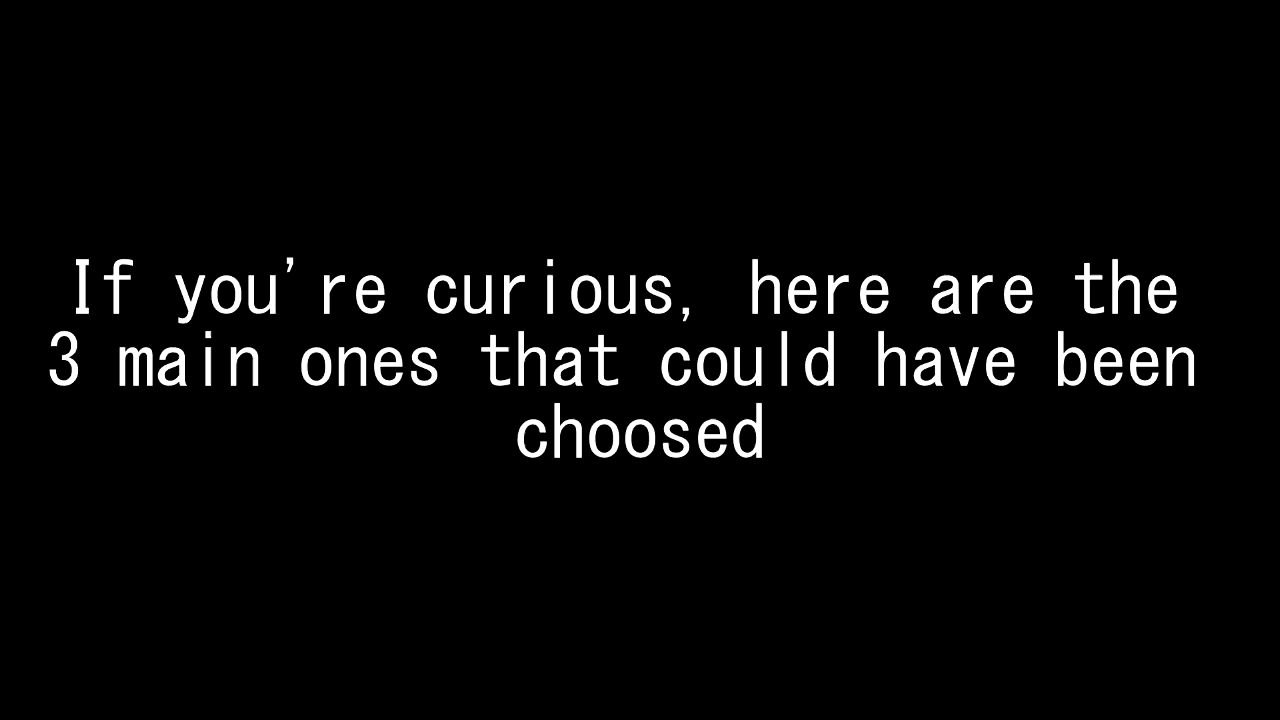 If you're curious, here are the
3 main ones that could have been
choosed